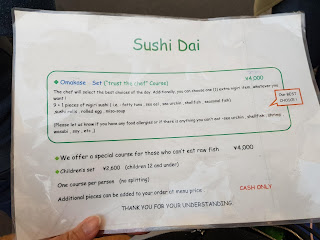 Sushi Dai
◆ Omakase Set ("trust the chef" Course) ¥4,000
The chef will select the best choices of the day. Additionally, you can choose one (1) extra nigiri item, whatever you
want!
9 + 1 pieces of nigiri sushi ( i.e. : fatty tuna , sea eel , sea urchin , shellfish , seasonal fish)
sushi rolls , rolled egg , miso soup
Our BEST
CHOICE!
(Please let us know if you have any food allergies or if there is anything you can't eat : sea urchin , shellfish , shrimp
wasabi , soy , etc.,)
◆ We offer a special course for those who can't eat raw fish ¥4,000
◆ Children's set ¥2,600 (children 12 and under)
One course per person (no splitting)
Additional pieces can be added to your order at menu price
CASH ONLY
THANK YOU FOR YOUR UNDERSTANDING